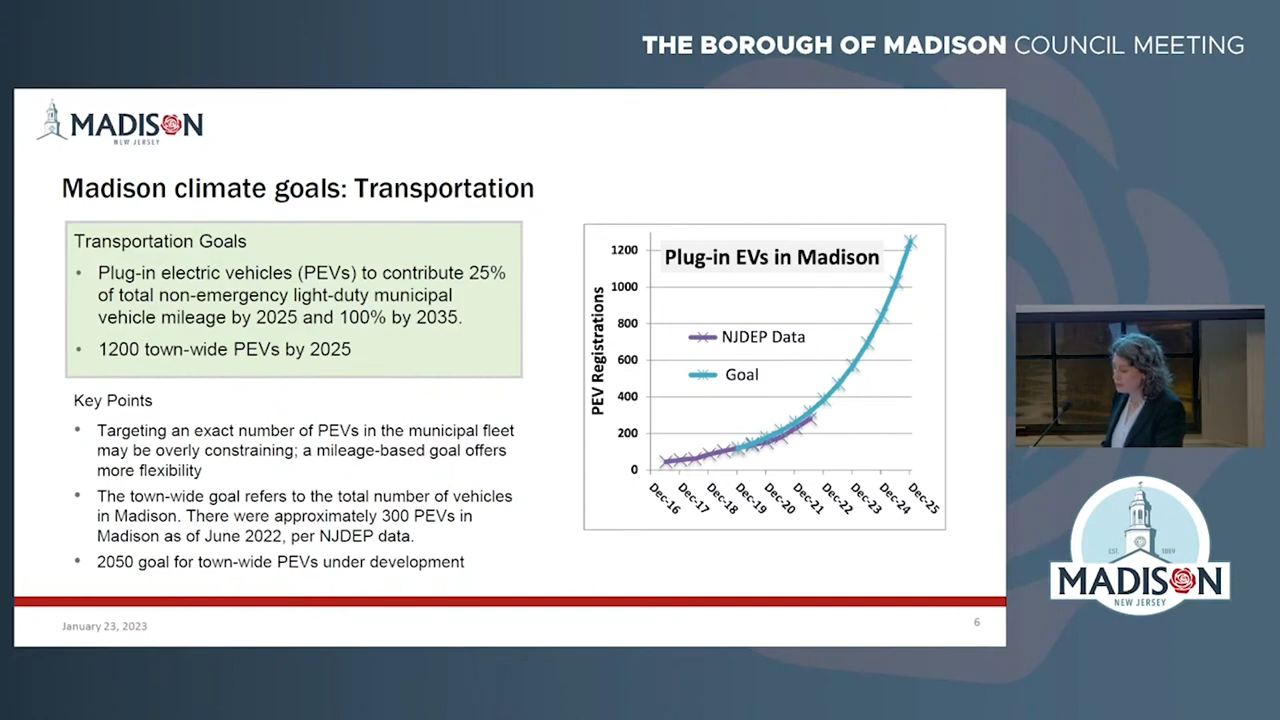 THE BOROUGH OF MADISON COUNCIL MEETING
MADISON
NEW JERSEY
Madison climate goals: Transportation
Transportation Goals
• Plug-in electric vehicles (PEVs) to contribute 25%
of total non-emergency light-duty municipal
vehicle mileage by 2025 and 100% by 2035.
• 1200 town-wide PEVs by 2025
Key Points
• Targeting an exact number of PEVs in the municipal fleet
may be overly constraining; a mileage-based goal offers
more flexibility
• The town-wide goal refers to the total number of vehicles
in Madison. There were approximately 300 PEVs in
Madison as of June 2022, per NJDEP data.
• 2050 goal for town-wide PEVs under development
Plug-in EVs in Madison
PEV Registrations
1200
1000
800
600
400
200
0
NJDEP Data
Goal
Dec-16
Dec-17
Dec-18
Dec-19
Dec-20
Dec-21
Dec-22
Dec-23
Dec-24
Dec-25
January 23, 2023
6
EST. 1889
MADISON
NEW JERSEY